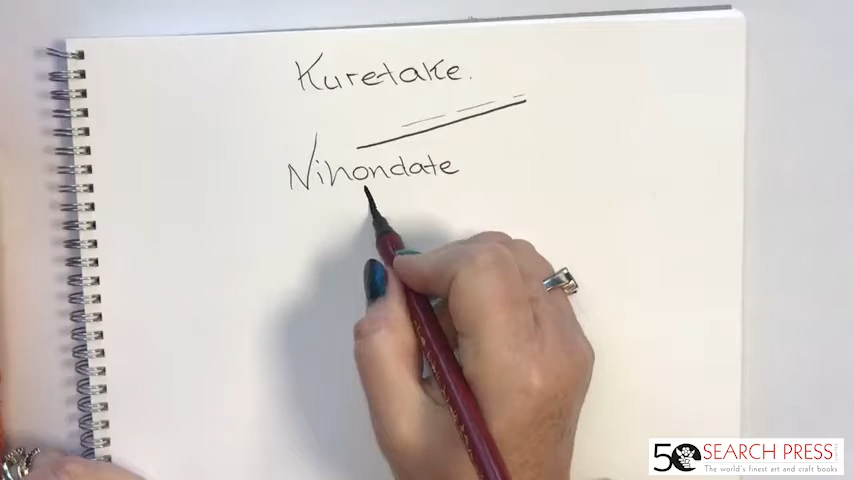 Kuretake.
Nihondate
50 SEARCH PRESS
The world's finest art and craft books